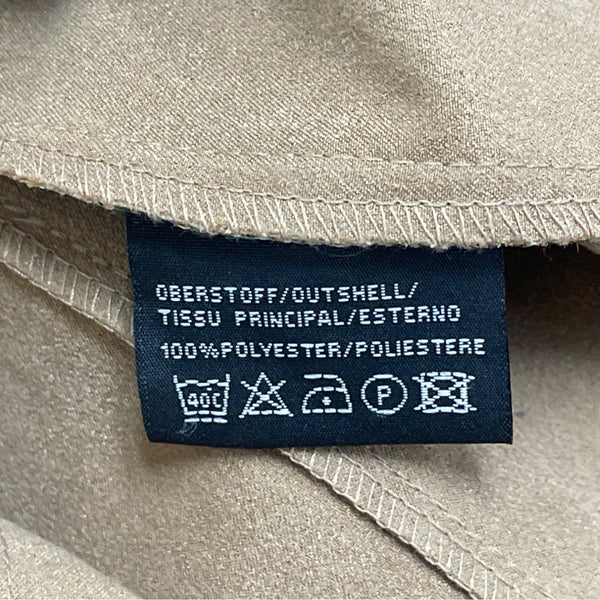 OBERSTOFF/OUTSHELL/
TISSU PRINCIPAL/ESTERNO
100%POLYESTER/POLIESTERE
40C P